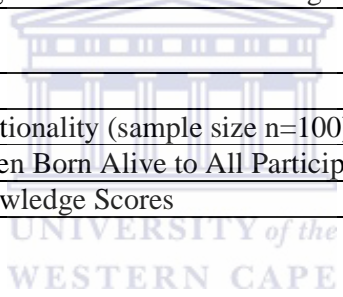 tionality (sample size n=100)
en Born Alive to All Particip
wledge Scores
UNIVERSITY of the
WESTERN CAPE